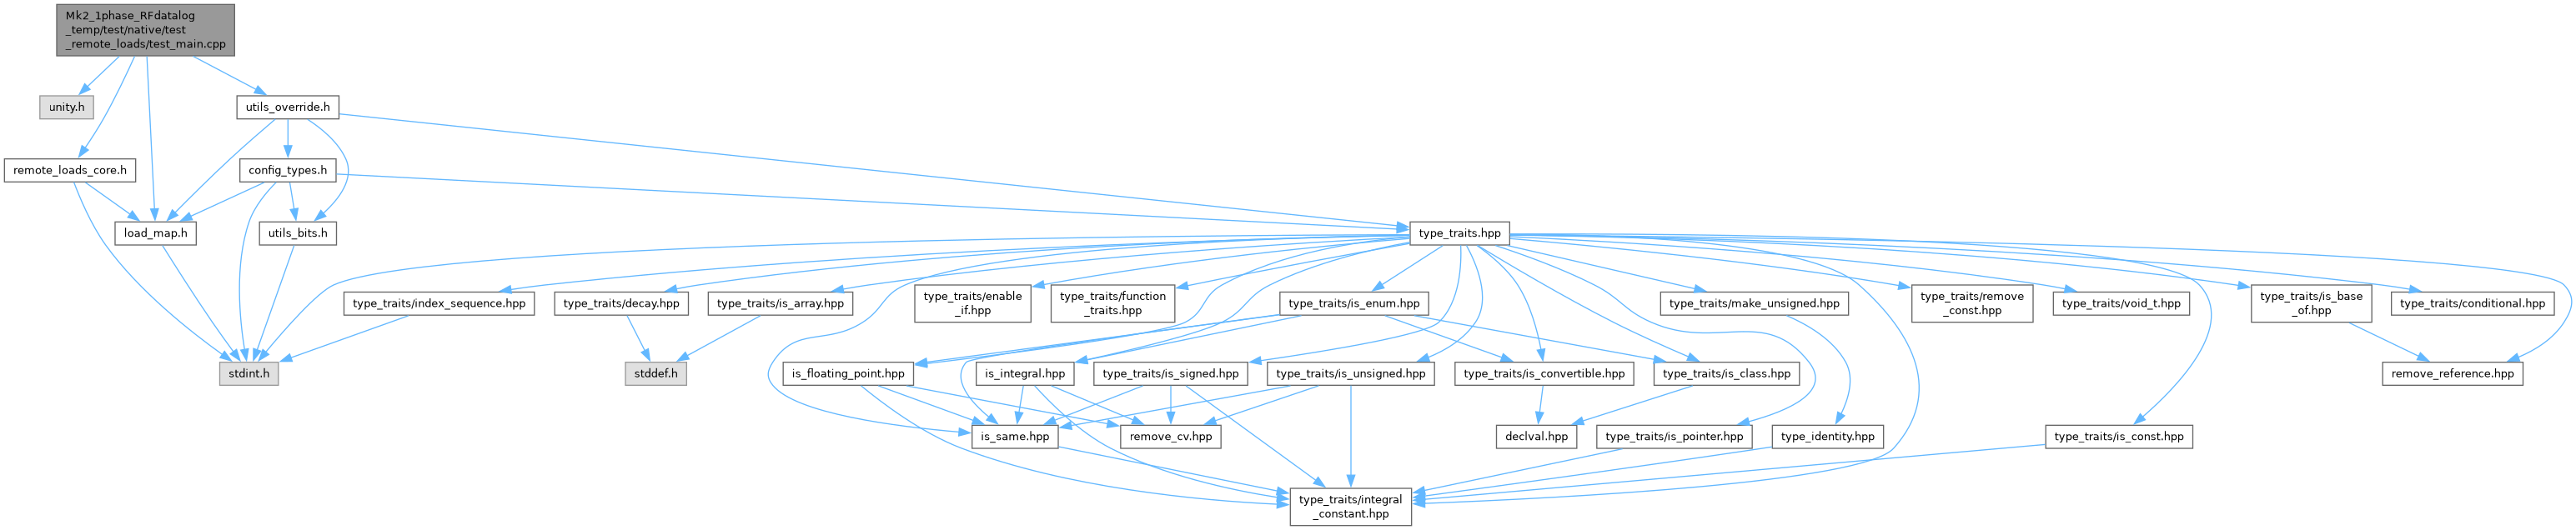 Mk2_1phase_RFdatalog
_temp/test/native/test
_remote_loads/test_main.cpp
unity.h
utils_override.h
remote_loads_core.h
config_types.h
load_map.h
utils_bits.h
type_traits.hpp
type_traits/index_sequence.hpp
type_traits/decay.hpp
type_traits/is_array.hpp
type_traits/enable
_if.hpp
type_traits/function
_traits.hpp
type_traits/is_enum.hpp
type_traits/make_unsigned.hpp
type_traits/remove
_const.hpp
type_traits/void_t.hpp
type_traits/is_base
_of.hpp
type_traits/conditional.hpp
stdint.h
stddef.h
is_floating_point.hpp
is_integral.hpp
type_traits/is_signed.hpp
type_traits/is_unsigned.hpp
type_traits/is_convertible.hpp
type_traits/is_class.hpp
remove_reference.hpp
is_same.hpp
remove_cv.hpp
declval.hpp
type_traits/is_pointer.hpp
type_identity.hpp
type_traits/is_const.hpp
type_traits/integral
_constant.hpp